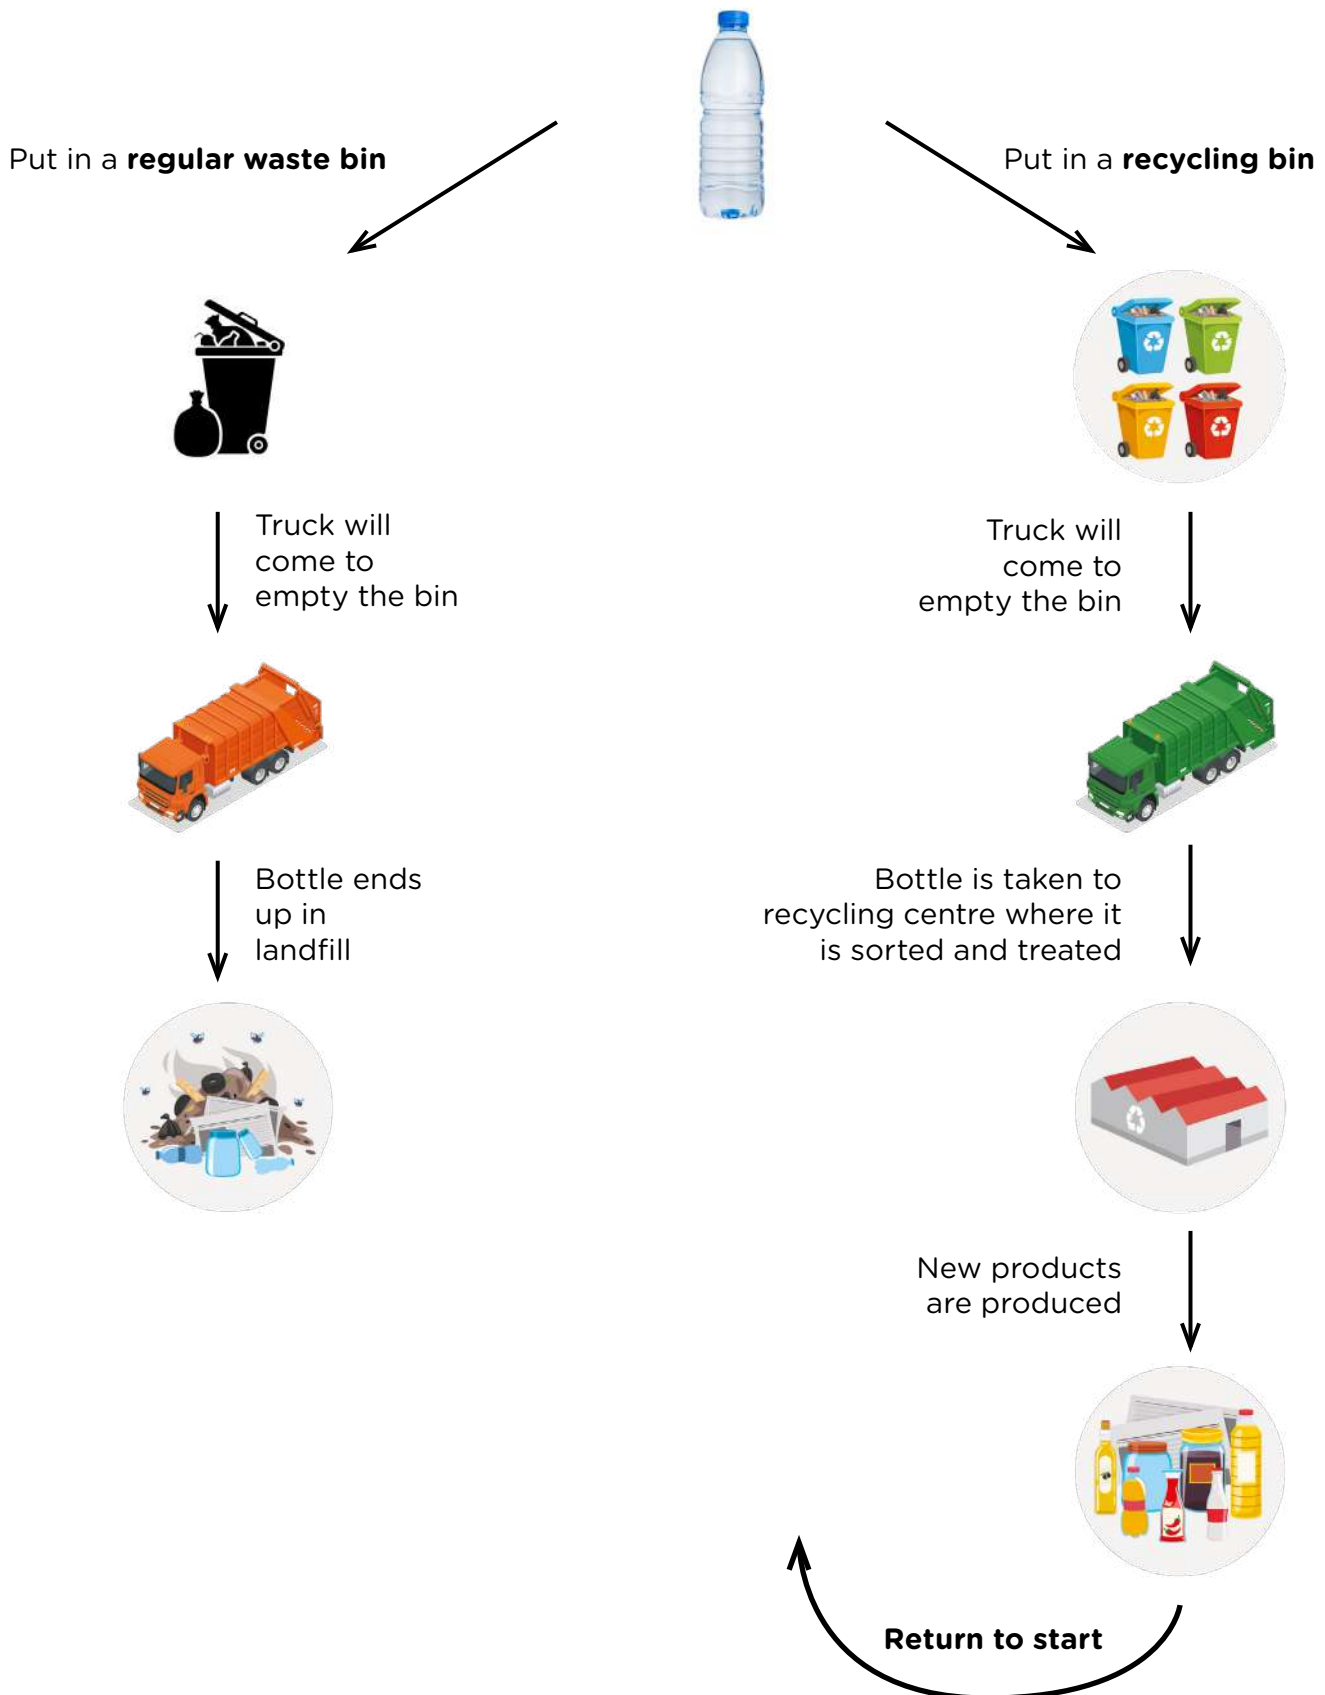 Put in a regular waste bin
Put in a recycling bin
Truck will
come to
empty the bin
Truck will
come to
empty the bin
Bottle ends
up in
landfill
Bottle is taken to
recycling centre where it
is sorted and treated
New products
are produced
Return to start